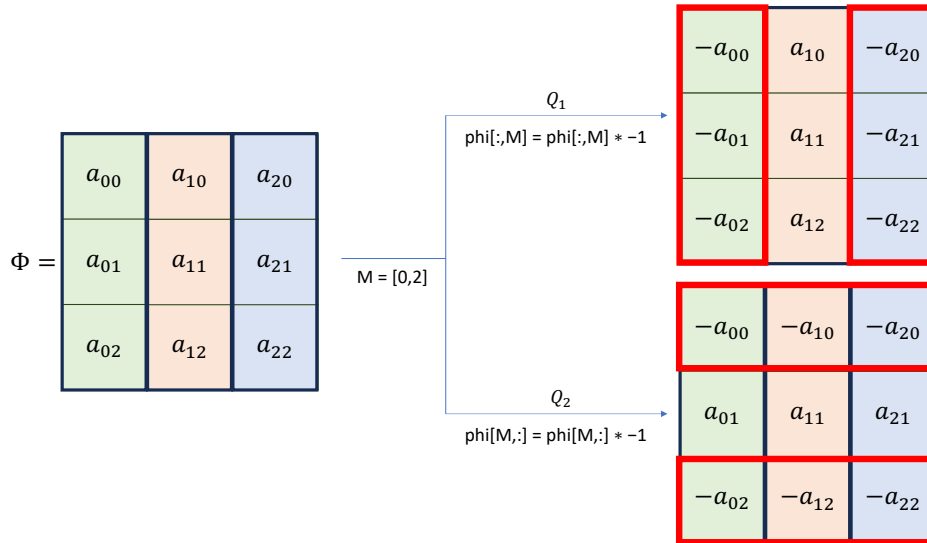 Φ =
a₀₀ a₁₀ a₂₀
a₀₁ a₁₁ a₂₁
a₀₂ a₁₂ a₂₂
M = [0,2]
Q₁
phi[:,M] = phi[:,M] * −1
−a₀₀ a₁₀ −a₂₀
−a₀₁ a₁₁ −a₂₁
−a₀₂ a₁₂ −a₂₂
Q₂
phi[M,:] = phi[M,:] * −1
−a₀₀ −a₁₀ −a₂₀
a₀₁ a₁₁ a₂₁
−a₀₂ −a₁₂ −a₂₂